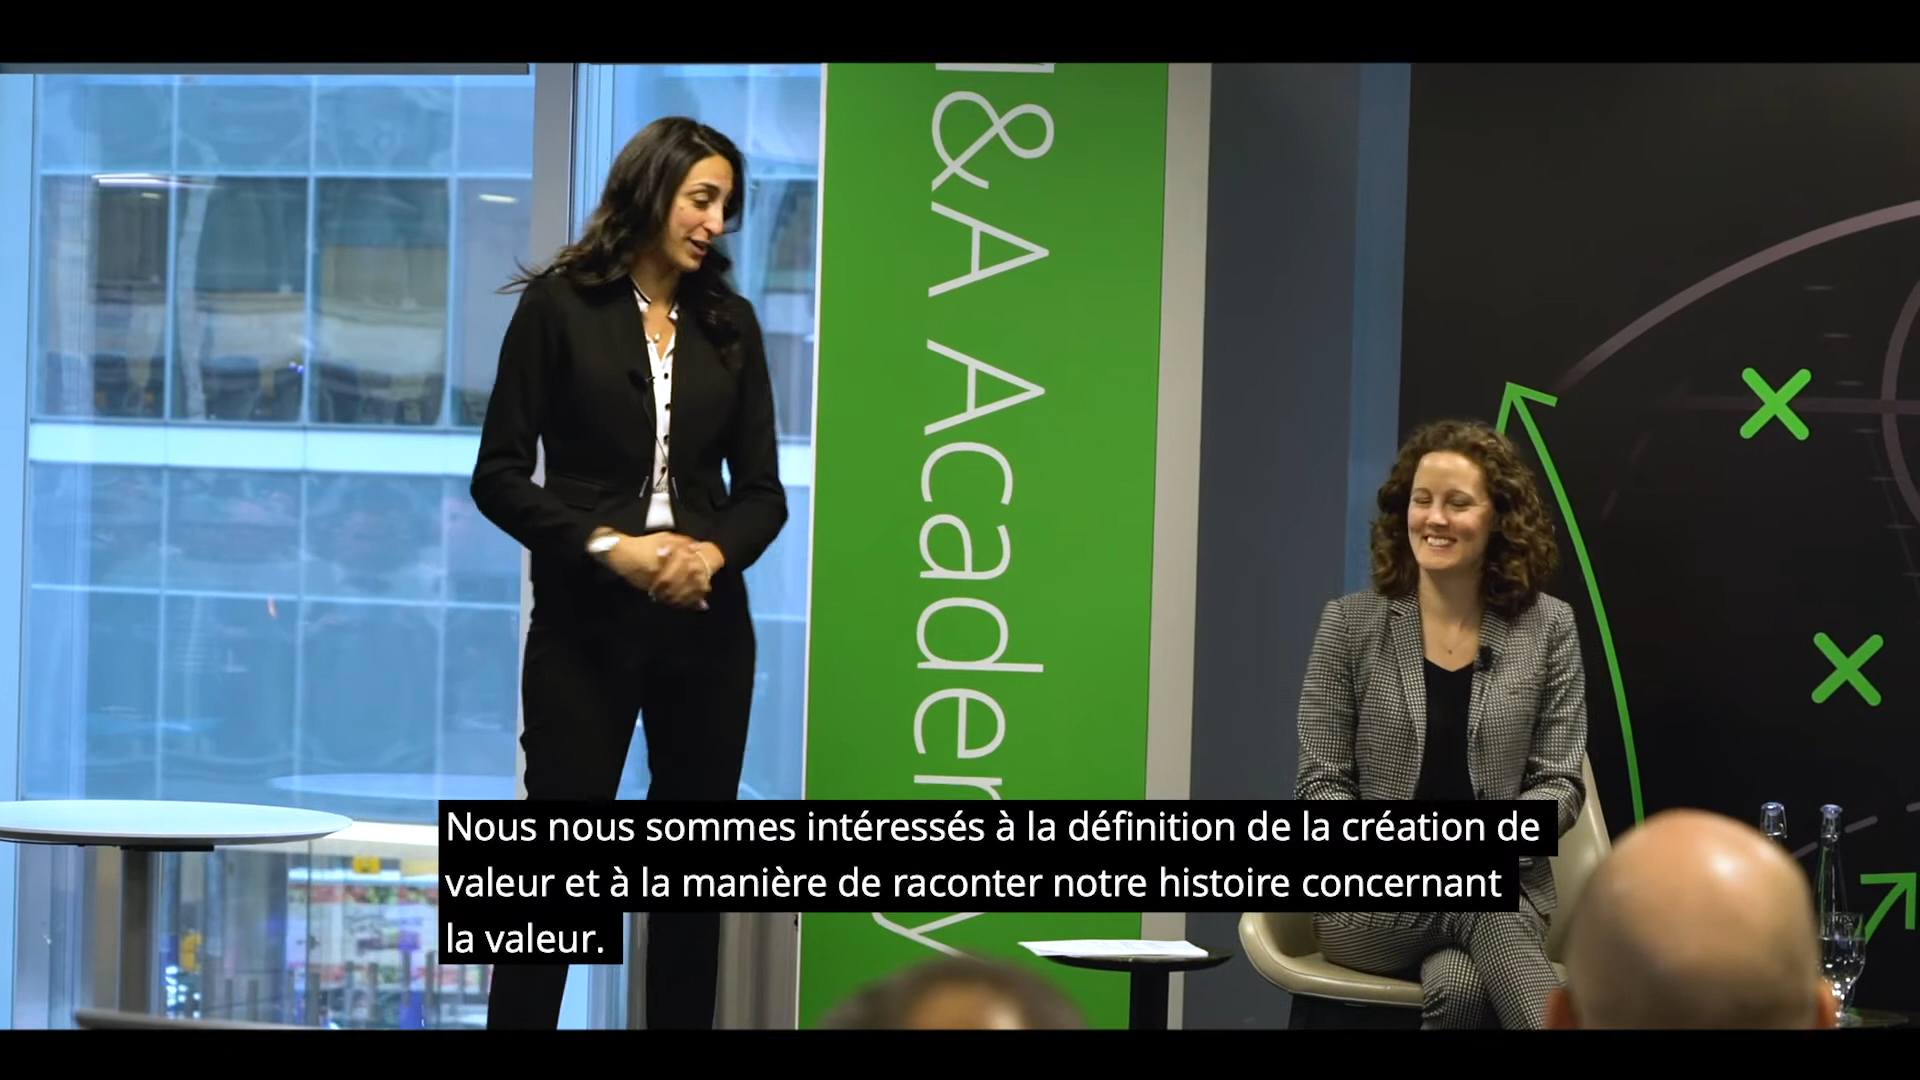 &A Academy
Nous nous sommes intéressés à la définition de la création de
valeur et à la manière de raconter notre histoire concernant
la valeur.